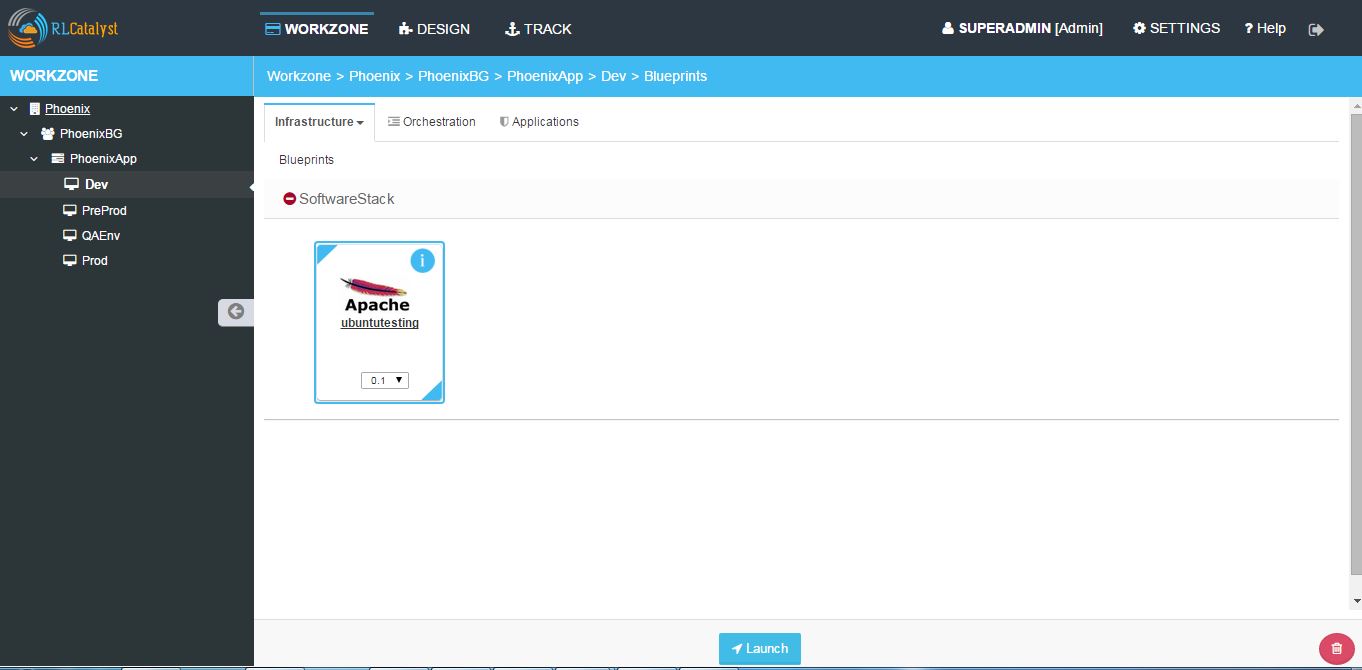 RLCatalyst
WORKZONE DESIGN TRACK
SUPERADMIN [Admin] SETTINGS ? Help
WORKZONE
Workzone > Phoenix > PhoenixBG > PhoenixApp > Dev > Blueprints
Phoenix
PhoenixBG
PhoenixApp
Dev
PreProd
QAEnv
Prod
Infrastructure Orchestration Applications
Blueprints
SoftwareStack
i
Apache
ubuntutesting
0.1
Launch